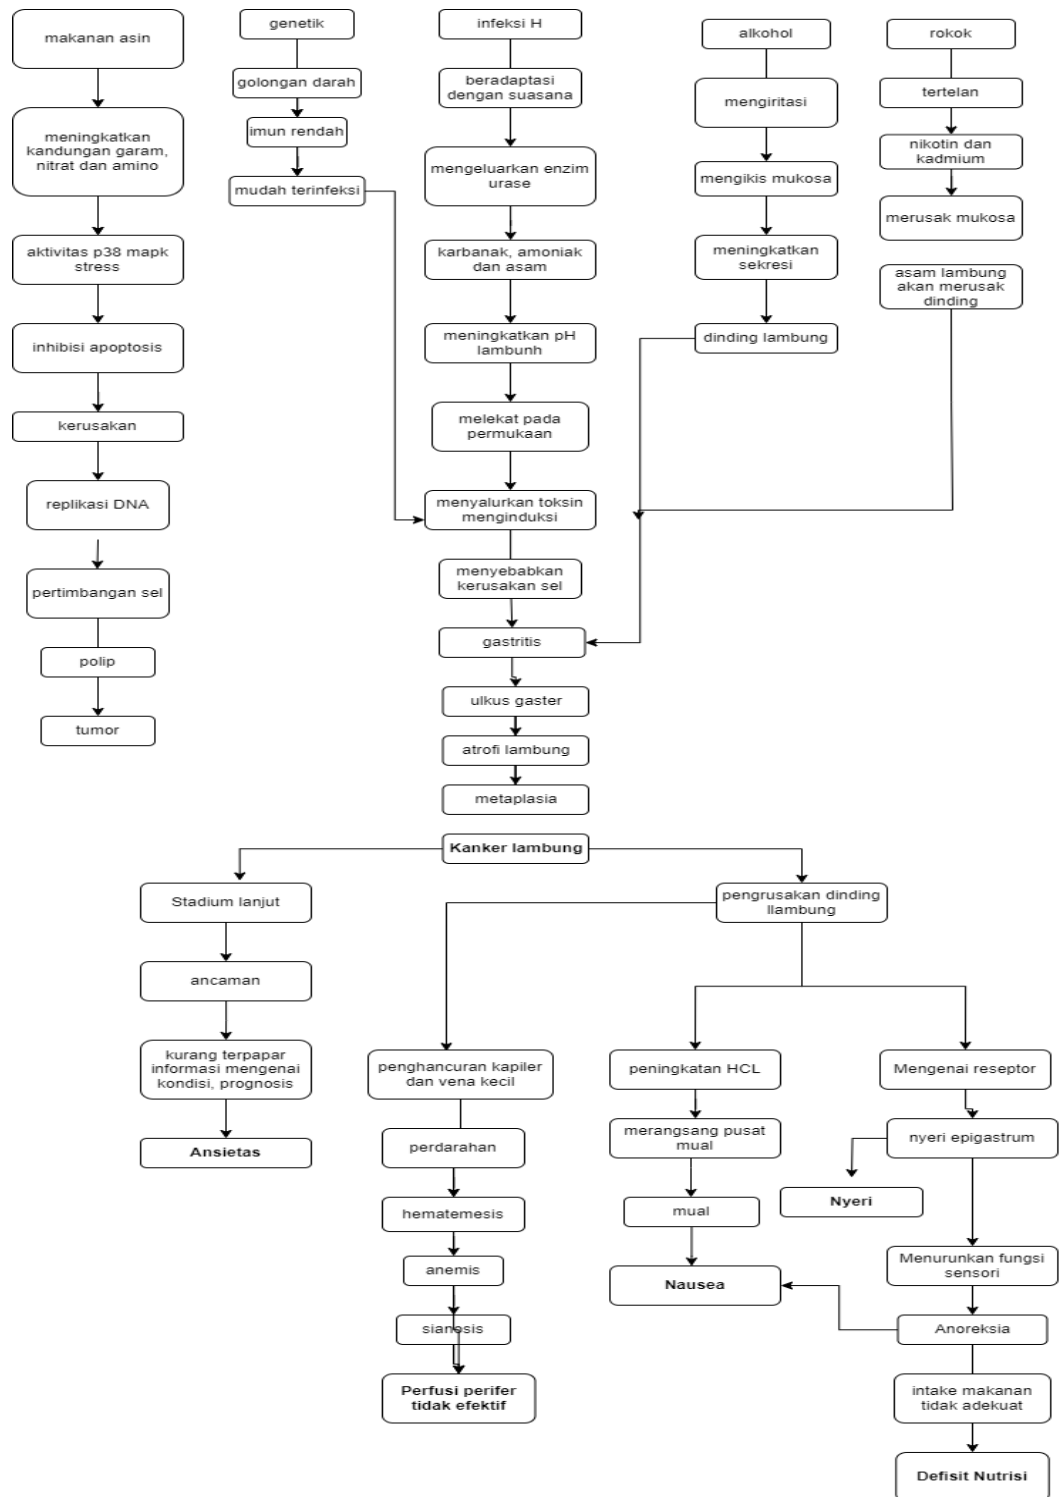 makanan asin
meningkatkan
kandungan garam,
nitrat dan amino
aktivitas p38 mapk
stress
inhibisi apoptosis
kerusakan
replikasi DNA
pertimbangan sel
polip
tumor
genetik
golongan darah
imun rendah
mudah terinfeksi
infeksi H
beradaptasi
dengan suasana
mengeluarkan enzim
urase
karbanak, amoniak
dan asam
meningkatkan pH
lambunh
melekat pada
permukaan
menyalurkan toksin
menginduksi
menyebabkan
kerusakan sel
gastritis
ulkus gaster
atrofi lambung
metaplasia
alkohol
mengiritasi
mengikis mukosa
meningkatkan
sekresi
dinding lambung
rokok
tertelan
nikotin dan
kadmium
merusak mukosa
asam lambung
akan merusak
dinding
Kanker lambung
Stadium lanjut
ancaman
kurang terpapar
informasi mengenai
kondisi, prognosis
Ansietas
pengrusakan dinding
llambung
penghancuran kapiler
dan vena kecil
perdarahan
hematemesis
anemis
sianosis
Perfusi perifer
tidak efektif
peningkatan HCL
merangsang pusat
mual
mual
Nausea
Mengenai reseptor
nyeri epigastrum
Nyeri
Menurunkan fungsi
sensori
Anoreksia
intake makanan
tidak adekuat
Defisit Nutrisi